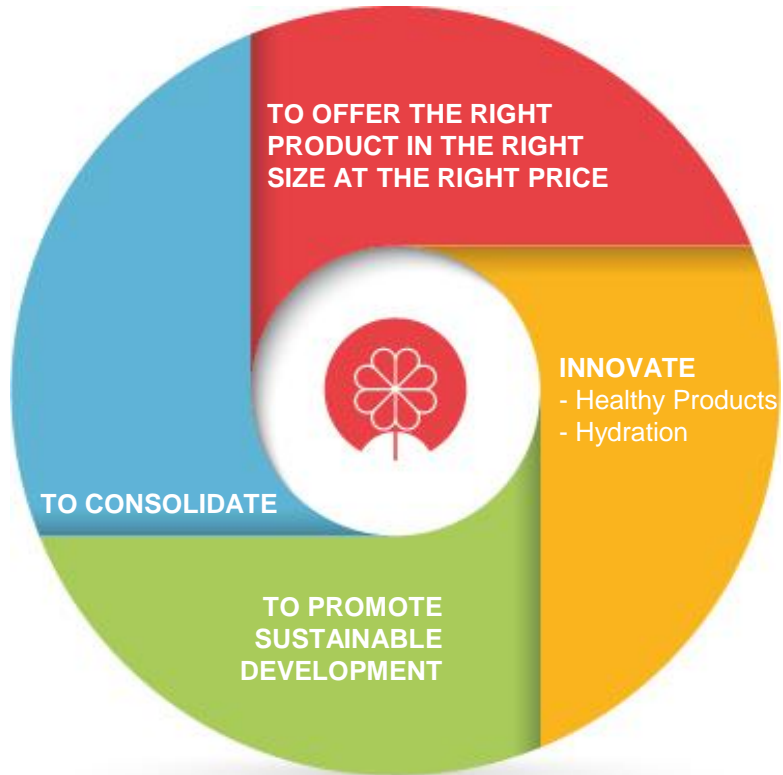 TO OFFER THE RIGHT
PRODUCT IN THE RIGHT
SIZE AT THE RIGHT PRICE
INNOVATE
- Healthy Products
- Hydration
TO CONSOLIDATE
TO PROMOTE
SUSTAINABLE
DEVELOPMENT